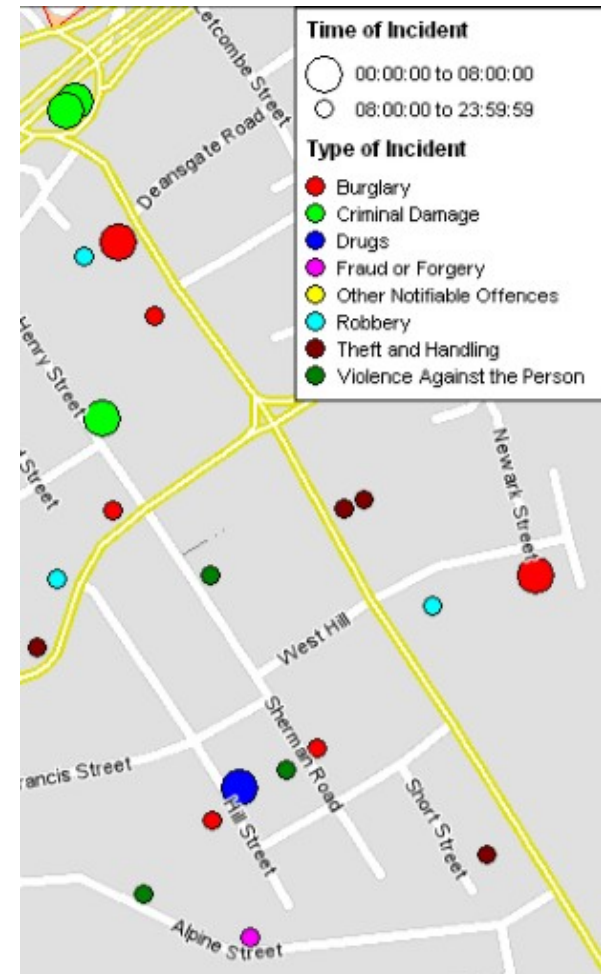 Letcombe Street
Time of Incident
00:00:00 to 08:00:00
08:00:00 to 23:59:59
Type of Incident
Burglary
Criminal Damage
Drugs
Fraud or Forgery
Other Notifiable Offences
Robbery
Theft and Handling
Violence Against the Person
Deansgate Road
Henry Street
Street
Newark Street
West Hill
Sherman Road
rancis Street
Hill Street
Short Street
Alpine Street